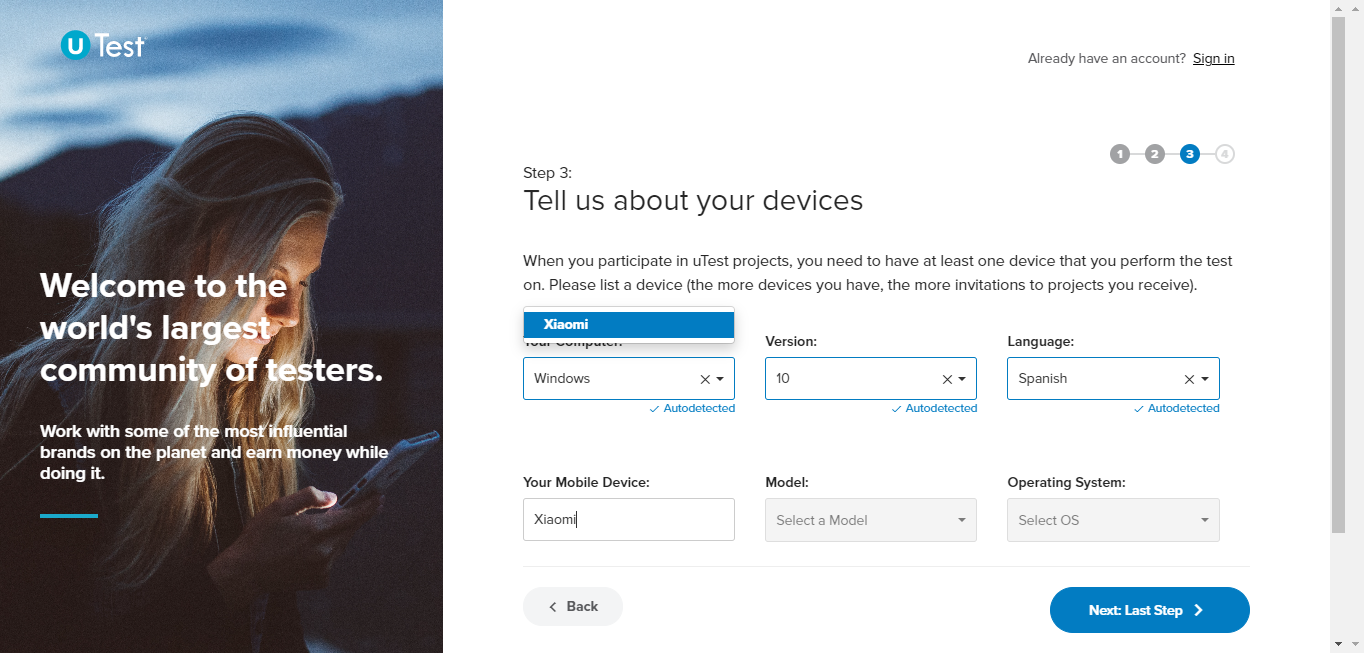 U Test
Already have an account? Sign in
1 2 3 4
Step 3:
Tell us about your devices
Welcome to the
world's largest
community of testers.
Work with some of the most influential
brands on the planet and earn money while
doing it.
When you participate in uTest projects, you need to have at least one device that you perform the test
on. Please list a device (the more devices you have, the more invitations to projects you receive).
Xiaomi
Your Computer: Version: Language:
Windows 10 Spanish
Autodetected Autodetected Autodetected
Your Mobile Device: Model: Operating System:
Xiaomi Select a Model Select OS
Back Next: Last Step